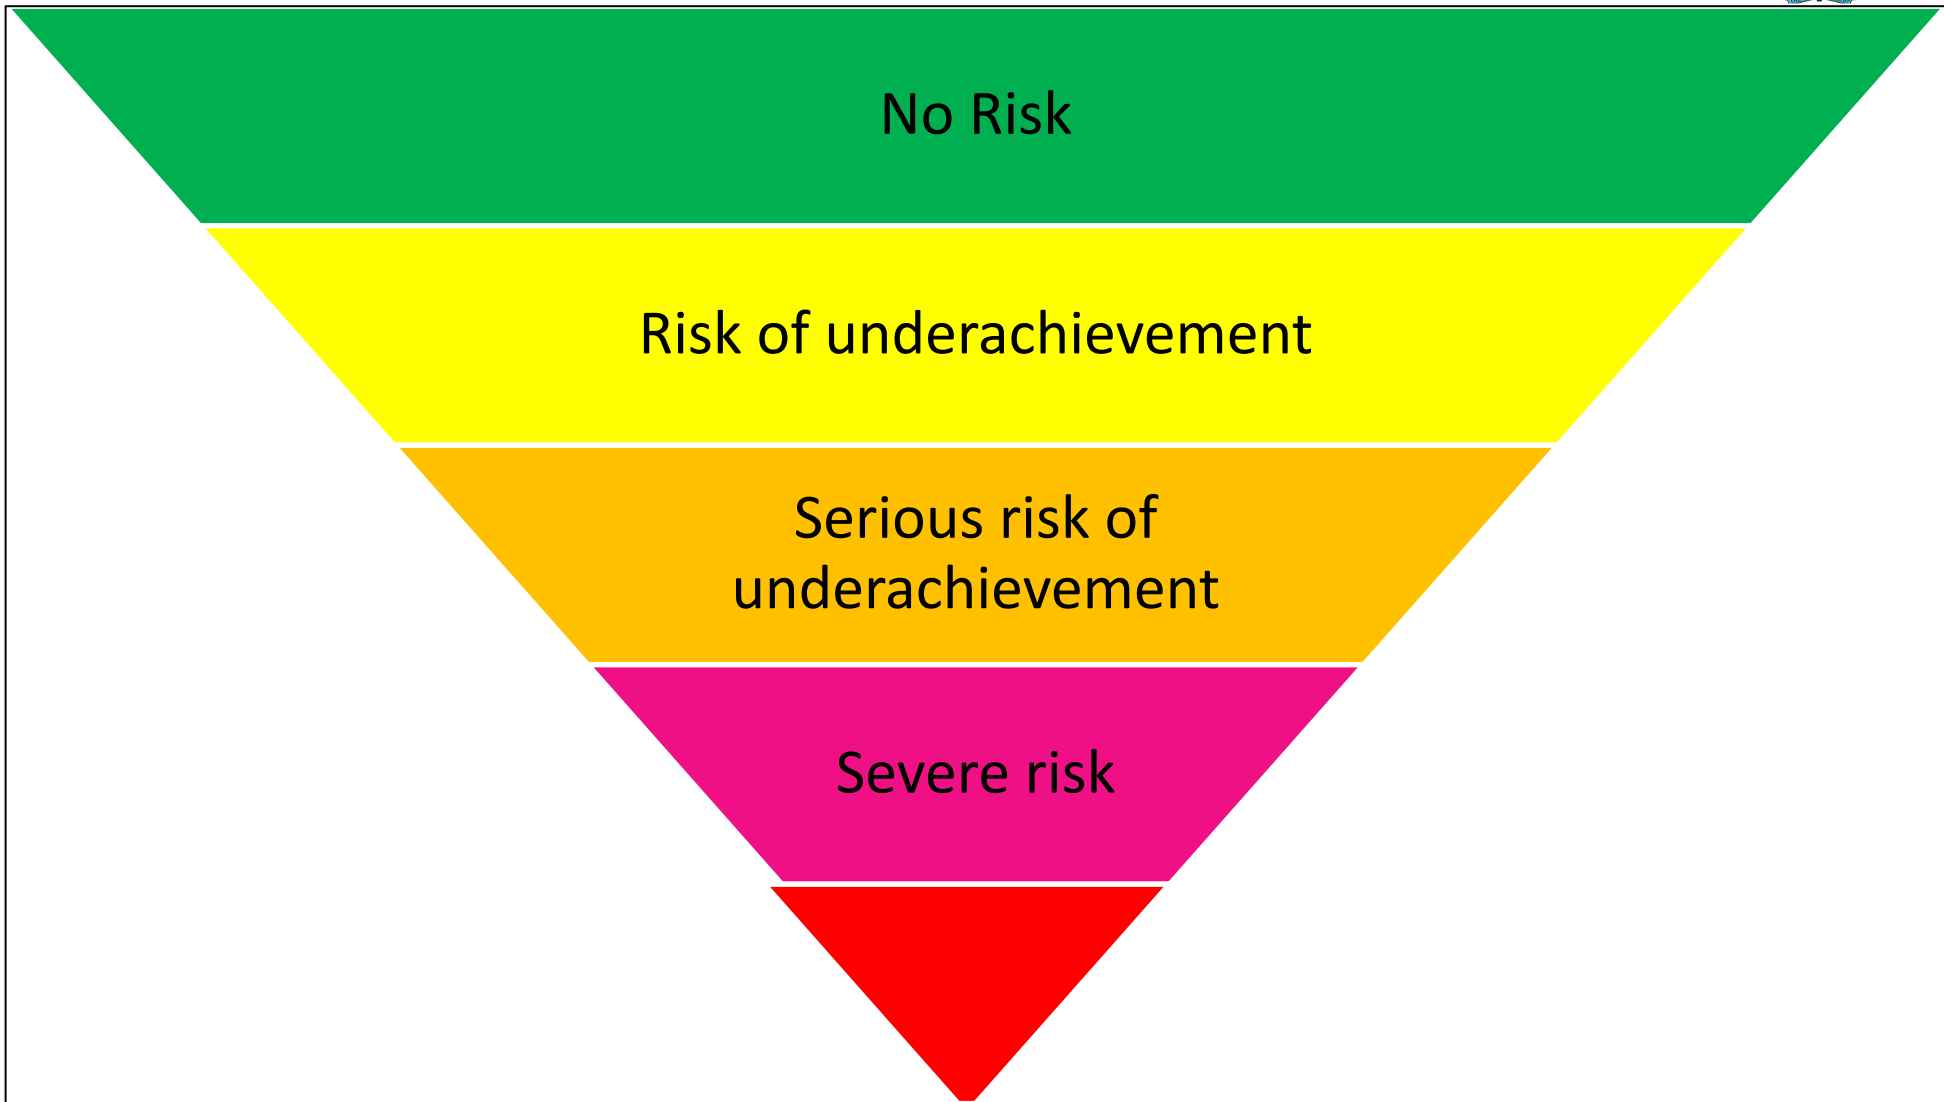 No Risk
Risk of underachievement
Serious risk of
underachievement
Severe risk